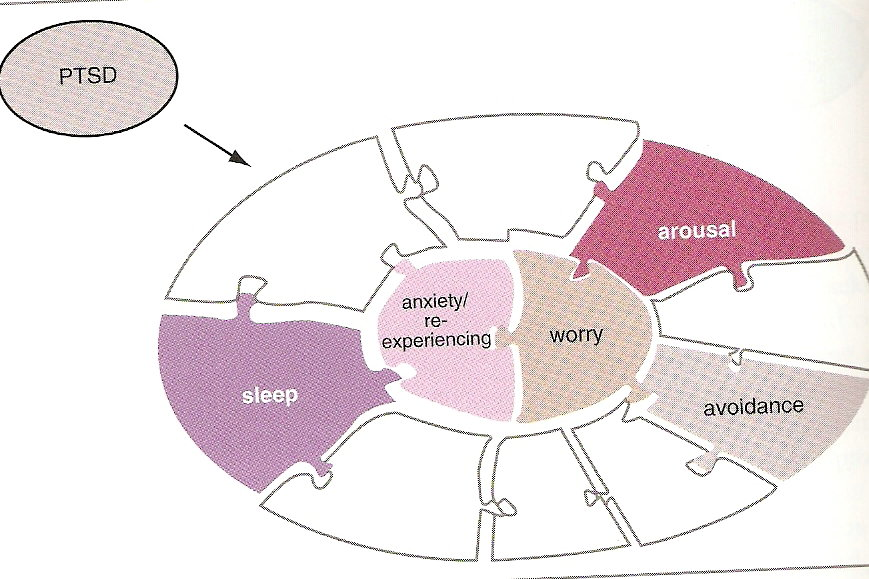 PTSD
arousal
anxiety/
re-
experiencing
worry
sleep
avoidance